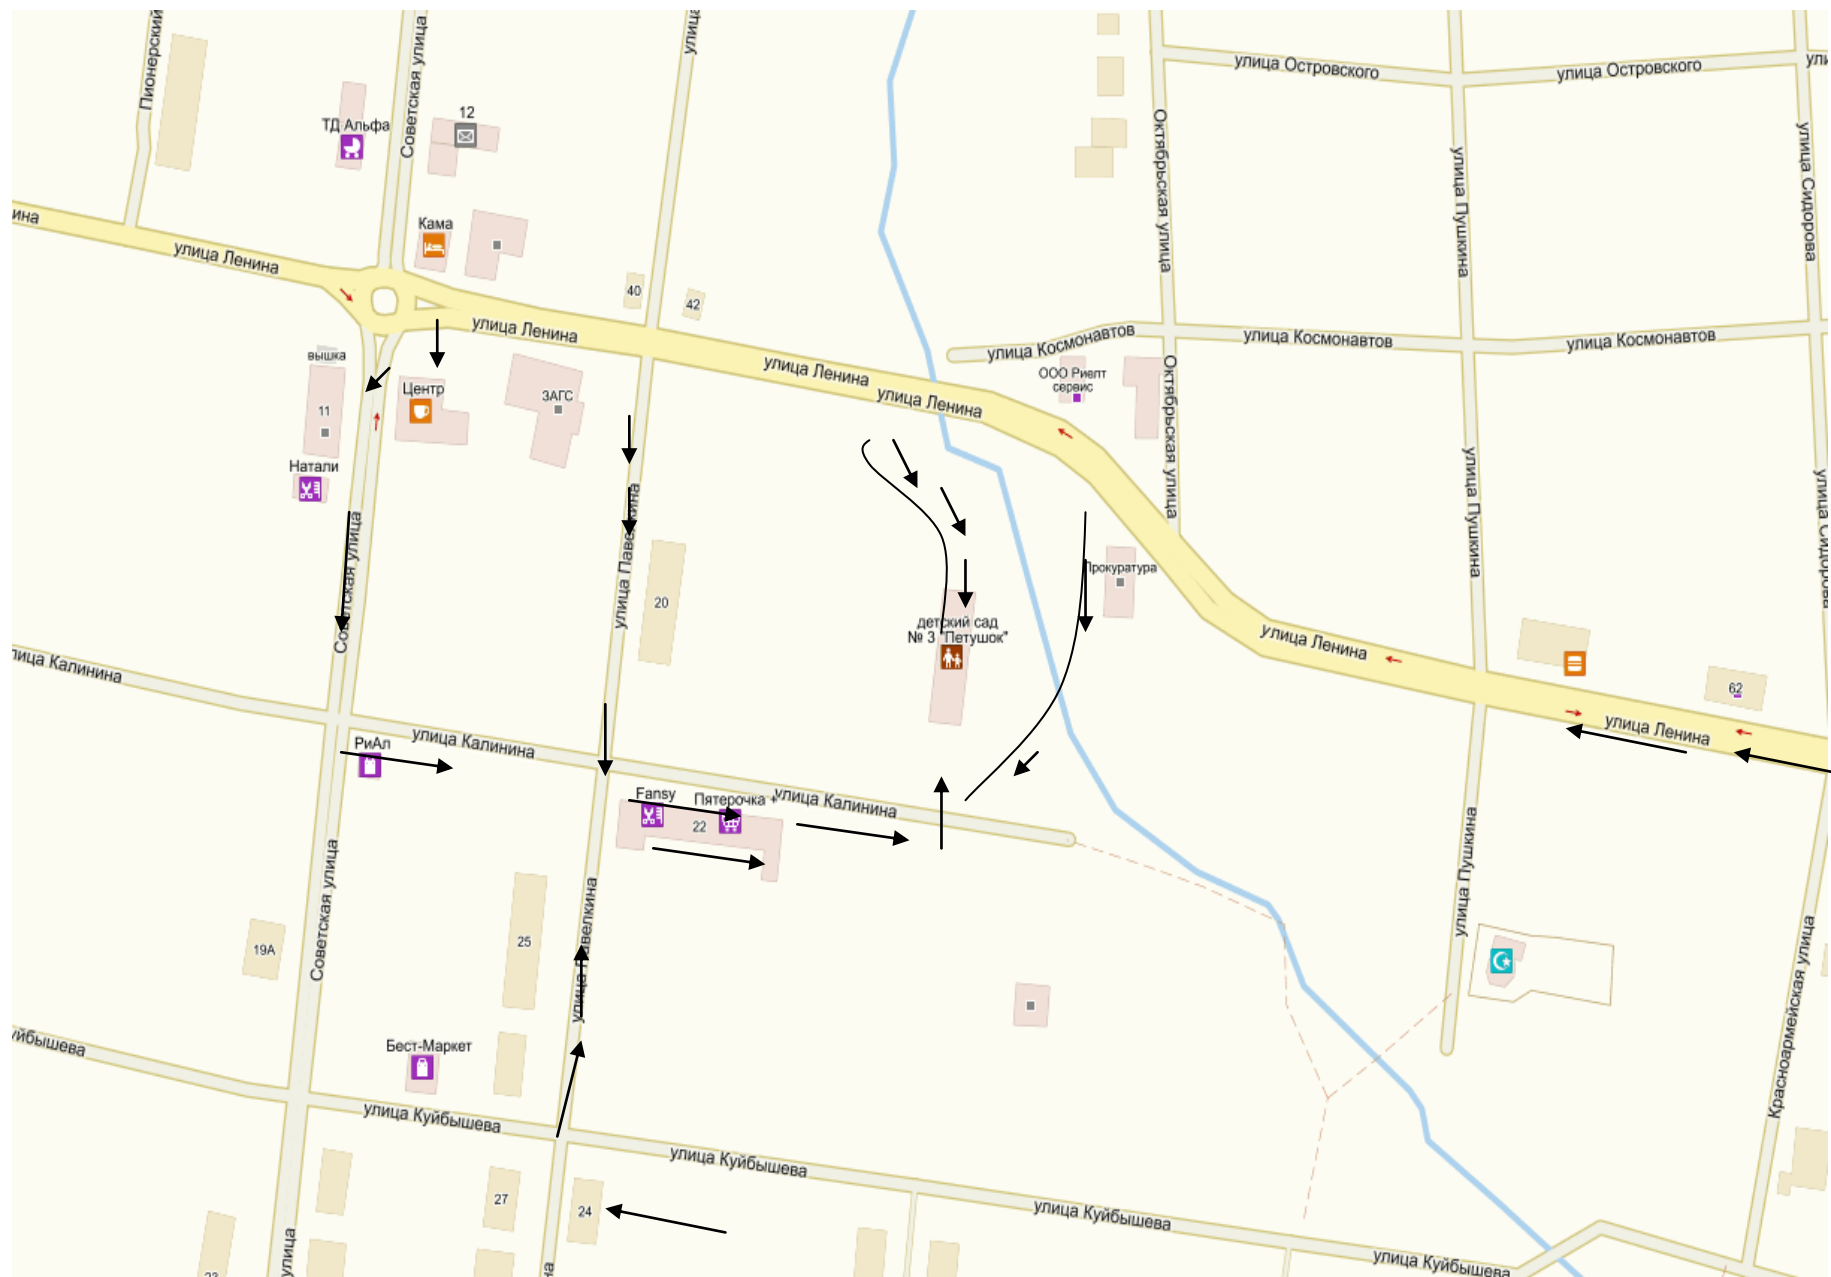 Пионерский
Советская улица
улица Островского
улица Островского
12
ТД Альфа
Октябрьская улица
улица Пушкина
улица Сидорова
Кама
улица Ленина
40
42
улица Ленина
улица Космонавтов
улица Космонавтов
улица Космонавтов
вышка
улица Ленина
улица Ленина
ООО Риелт
сервис
Октябрьская улица
11
Центр
ЗАГС
Натали
Советская улица
улица Павелкина
улица Пушкина
20
Прокуратура
детский сад
№ 3 "Петушок"
улица Ленина
62
улица Ленина
РиАл
улица Калинина
Fansy
Пятерочка +
улица Калинина
22
улица Пушкина
Советская улица
улица Павелкина
19А
25
Красноармейская улица
Бест-Маркет
улица Куйбышева
улица Куйбышева
27
24
улица Куйбышева
улица Куйбышева